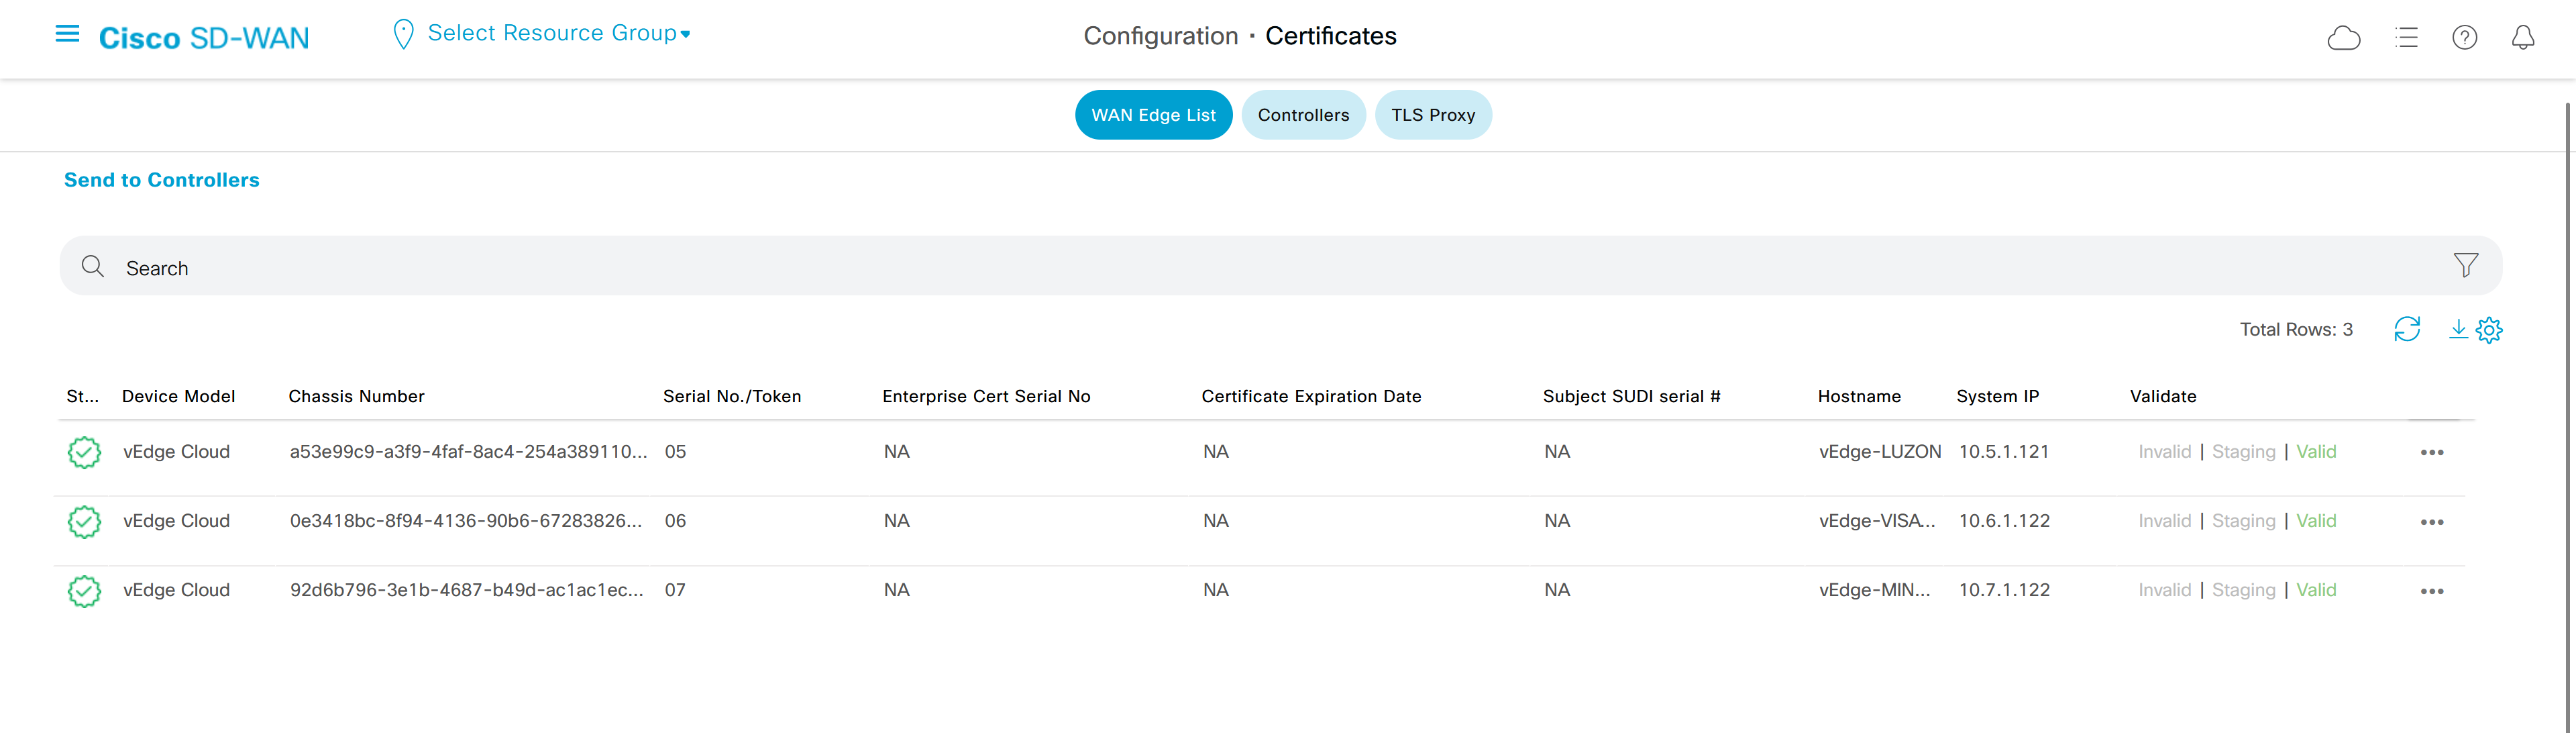 Cisco SD-WAN Select Resource Group Configuration · Certificates
WAN Edge List Controllers TLS Proxy
Send to Controllers
Search
Total Rows: 3
St... Device Model Chassis Number Serial No./Token Enterprise Cert Serial No Certificate Expiration Date Subject SUDI serial # Hostname System IP Validate
vEdge Cloud a53e99c9-a3f9-4faf-8ac4-254a389110... 05 NA NA NA vEdge-LUZON 10.5.1.121 Invalid | Staging | Valid
vEdge Cloud 0e3418bc-8f94-4136-90b6-67283826... 06 NA NA NA vEdge-VISA... 10.6.1.122 Invalid | Staging | Valid
vEdge Cloud 92d6b796-3e1b-4687-b49d-ac1ac1ec... 07 NA NA NA vEdge-MIN... 10.7.1.122 Invalid | Staging | Valid